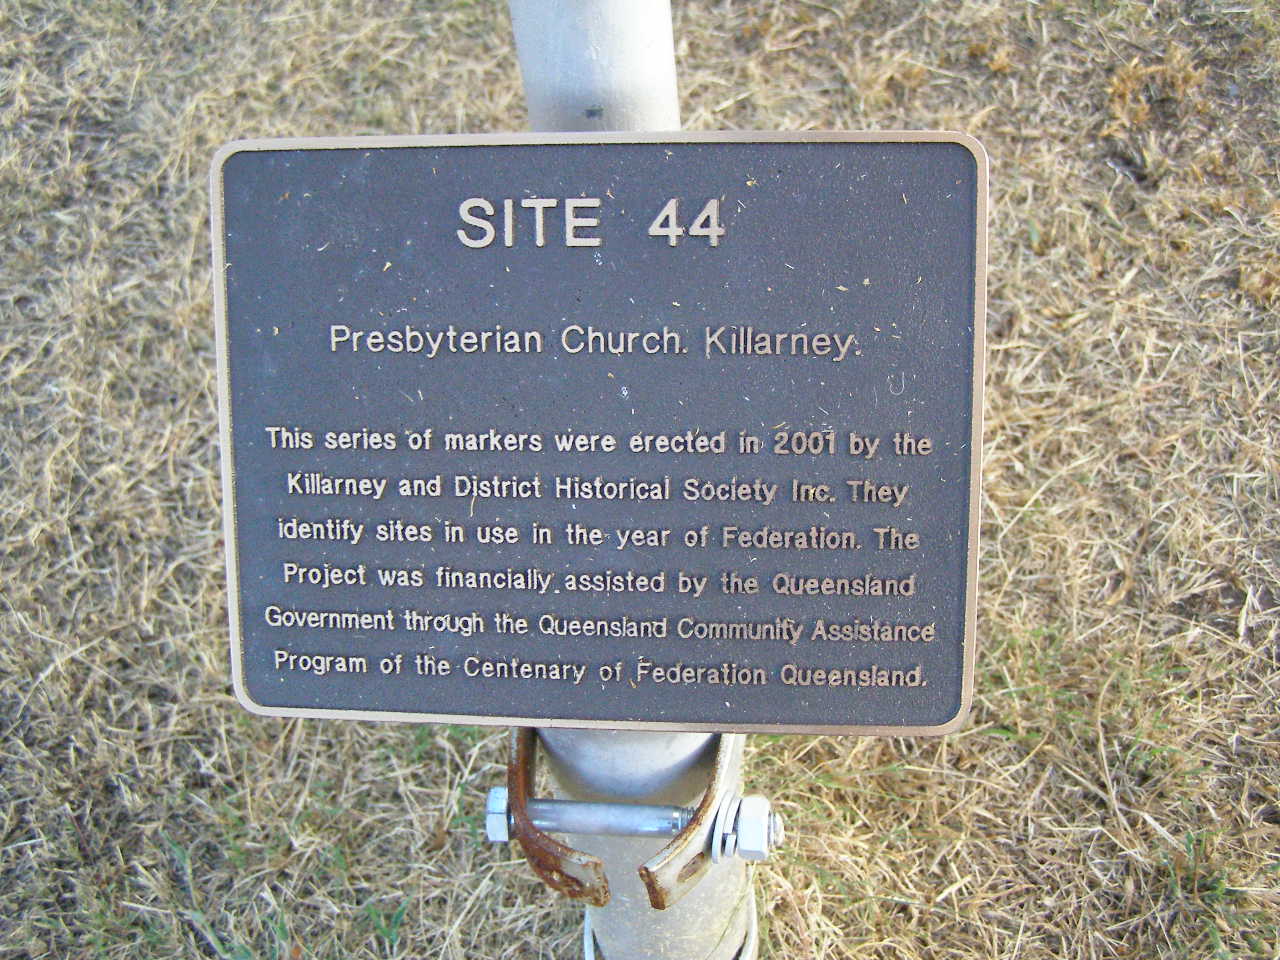 SITE 44
Presbyterian Church. Killarney.
This series of markers were erected in 2001 by the
Killarney and District Historical Society Inc. They
identify sites in use in the year of Federation. The
Project was financially assisted by the Queensland
Government through the Queensland Community Assistance
Program of the Centenary of Federation Queensland.